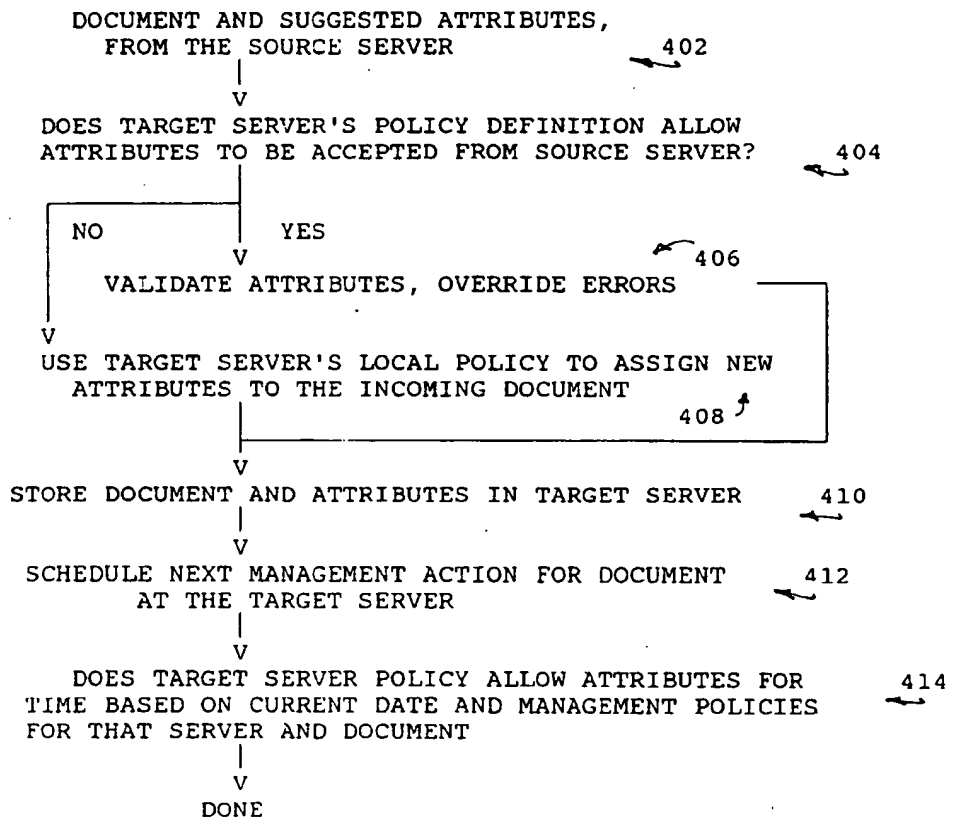 DOCUMENT AND SUGGESTED ATTRIBUTES,
FROM THE SOURCE SERVER 402
V
DOES TARGET SERVER'S POLICY DEFINITION ALLOW
ATTRIBUTES TO BE ACCEPTED FROM SOURCE SERVER? 404
NO YES
V 406
VALIDATE ATTRIBUTES, OVERRIDE ERRORS
V
USE TARGET SERVER'S LOCAL POLICY TO ASSIGN NEW
ATTRIBUTES TO THE INCOMING DOCUMENT
408
V
STORE DOCUMENT AND ATTRIBUTES IN TARGET SERVER 410
V
SCHEDULE NEXT MANAGEMENT ACTION FOR DOCUMENT 412
AT THE TARGET SERVER
V
DOES TARGET SERVER POLICY ALLOW ATTRIBUTES FOR 414
TIME BASED ON CURRENT DATE AND MANAGEMENT POLICIES
FOR THAT SERVER AND DOCUMENT
V
DONE